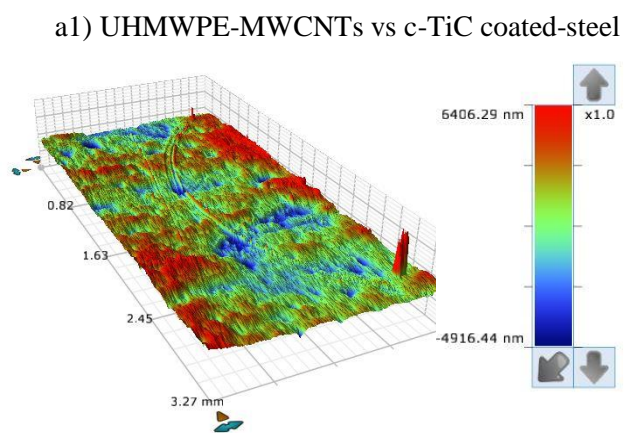 a1) UHMWPE-MWCNTs vs c-TiC coated-steel
6406.29 nm
x1.0
0.82
1.63
2.45
-4916.44 nm
3.27 mm